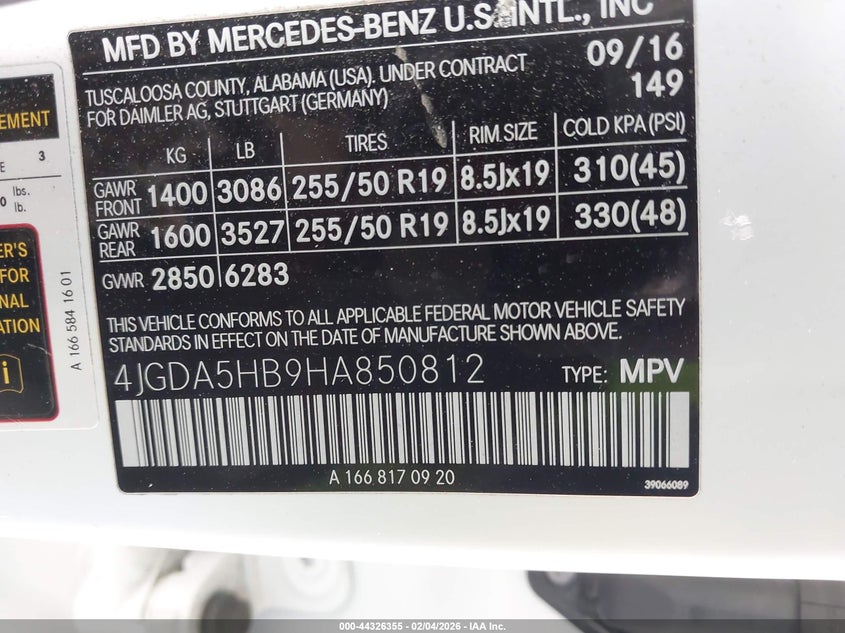 MFD BY MERCEDES-BENZ U.S. INTL., INC
TUSCALOOSA COUNTY, ALABAMA (USA). UNDER CONTRACT
FOR DAIMLER AG, STUTTGART (GERMANY)
09/16
149
KG LB TIRES RIM.SIZE COLD KPA(PSI)
GAWR FRONT 1400 3086 255/50 R19 8.5Jx19 310(45)
GAWR REAR 1600 3527 255/50 R19 8.5Jx19 330(48)
GVWR 2850 6283
THIS VEHICLE CONFORMS TO ALL APPLICABLE FEDERAL MOTOR VEHICLE SAFETY
STANDARDS IN EFFECT ON THE DATE OF MANUFACTURE SHOWN ABOVE.
4JGDA5HB9HA850812 TYPE: MPV
A 166 817 09 20
39066089
EMENT
E 3
0 lbs.
lb.
ER'S
FOR
NAL
ATION
i
A 166 584 16 01
000-44326355 — 02/04/2026 — IAA Inc.